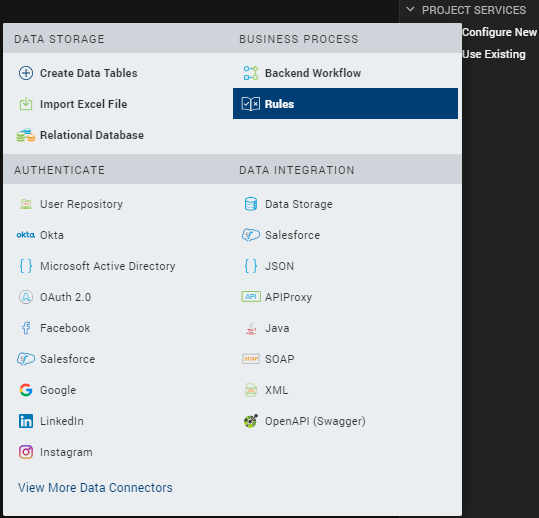 PROJECT SERVICES
Configure New
Use Existing
DATA STORAGE
Create Data Tables
Import Excel File
Relational Database
BUSINESS PROCESS
Backend Workflow
Rules
AUTHENTICATE
User Repository
okta Okta
Microsoft Active Directory
OAuth 2.0
Facebook
Salesforce
Google
LinkedIn
Instagram
View More Data Connectors
DATA INTEGRATION
Data Storage
Salesforce
JSON
API APIProxy
Java
SOAP SOAP
XML
OpenAPI (Swagger)